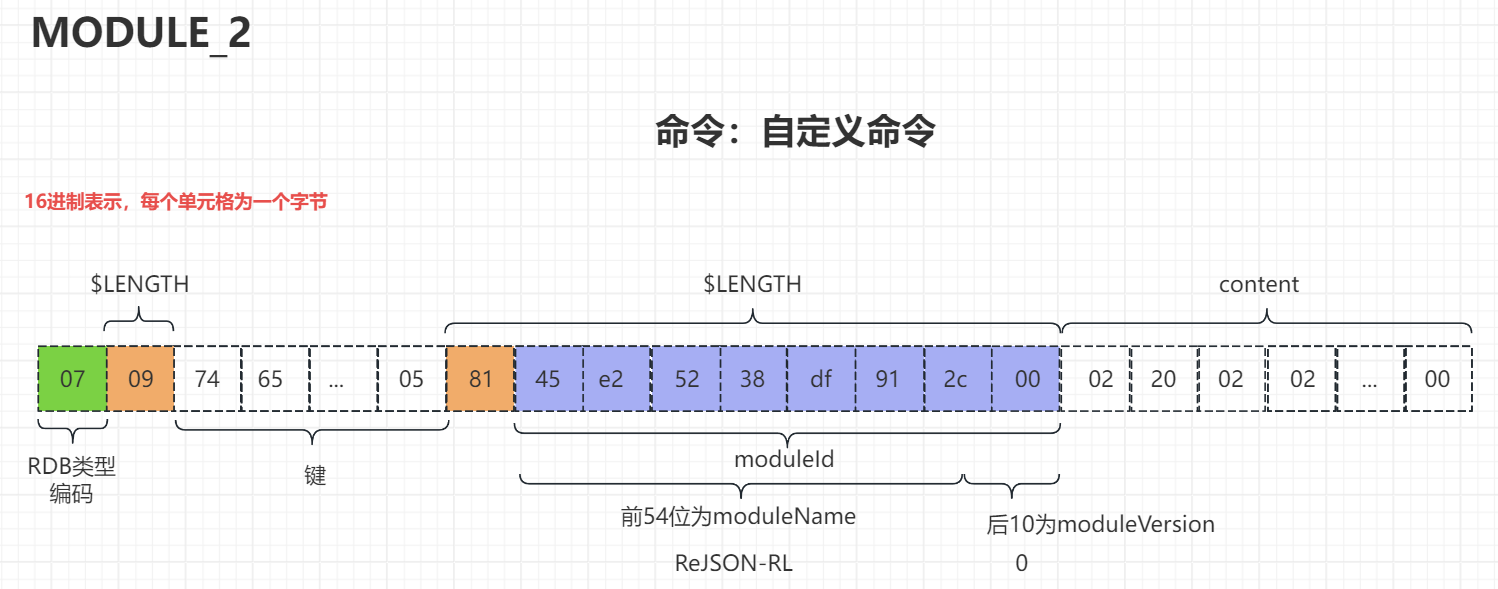 MODULE_2
命令：自定义命令
16进制表示，每个单元格为一个字节
$LENGTH $LENGTH content
07 09 74 65 ... 05 81 45 e2 52 38 df 91 2c 00 02 20 02 02 ... 00
RDB类型
编码
键
moduleId
前54位为moduleName
后10为moduleVersion
ReJSON-RL
0